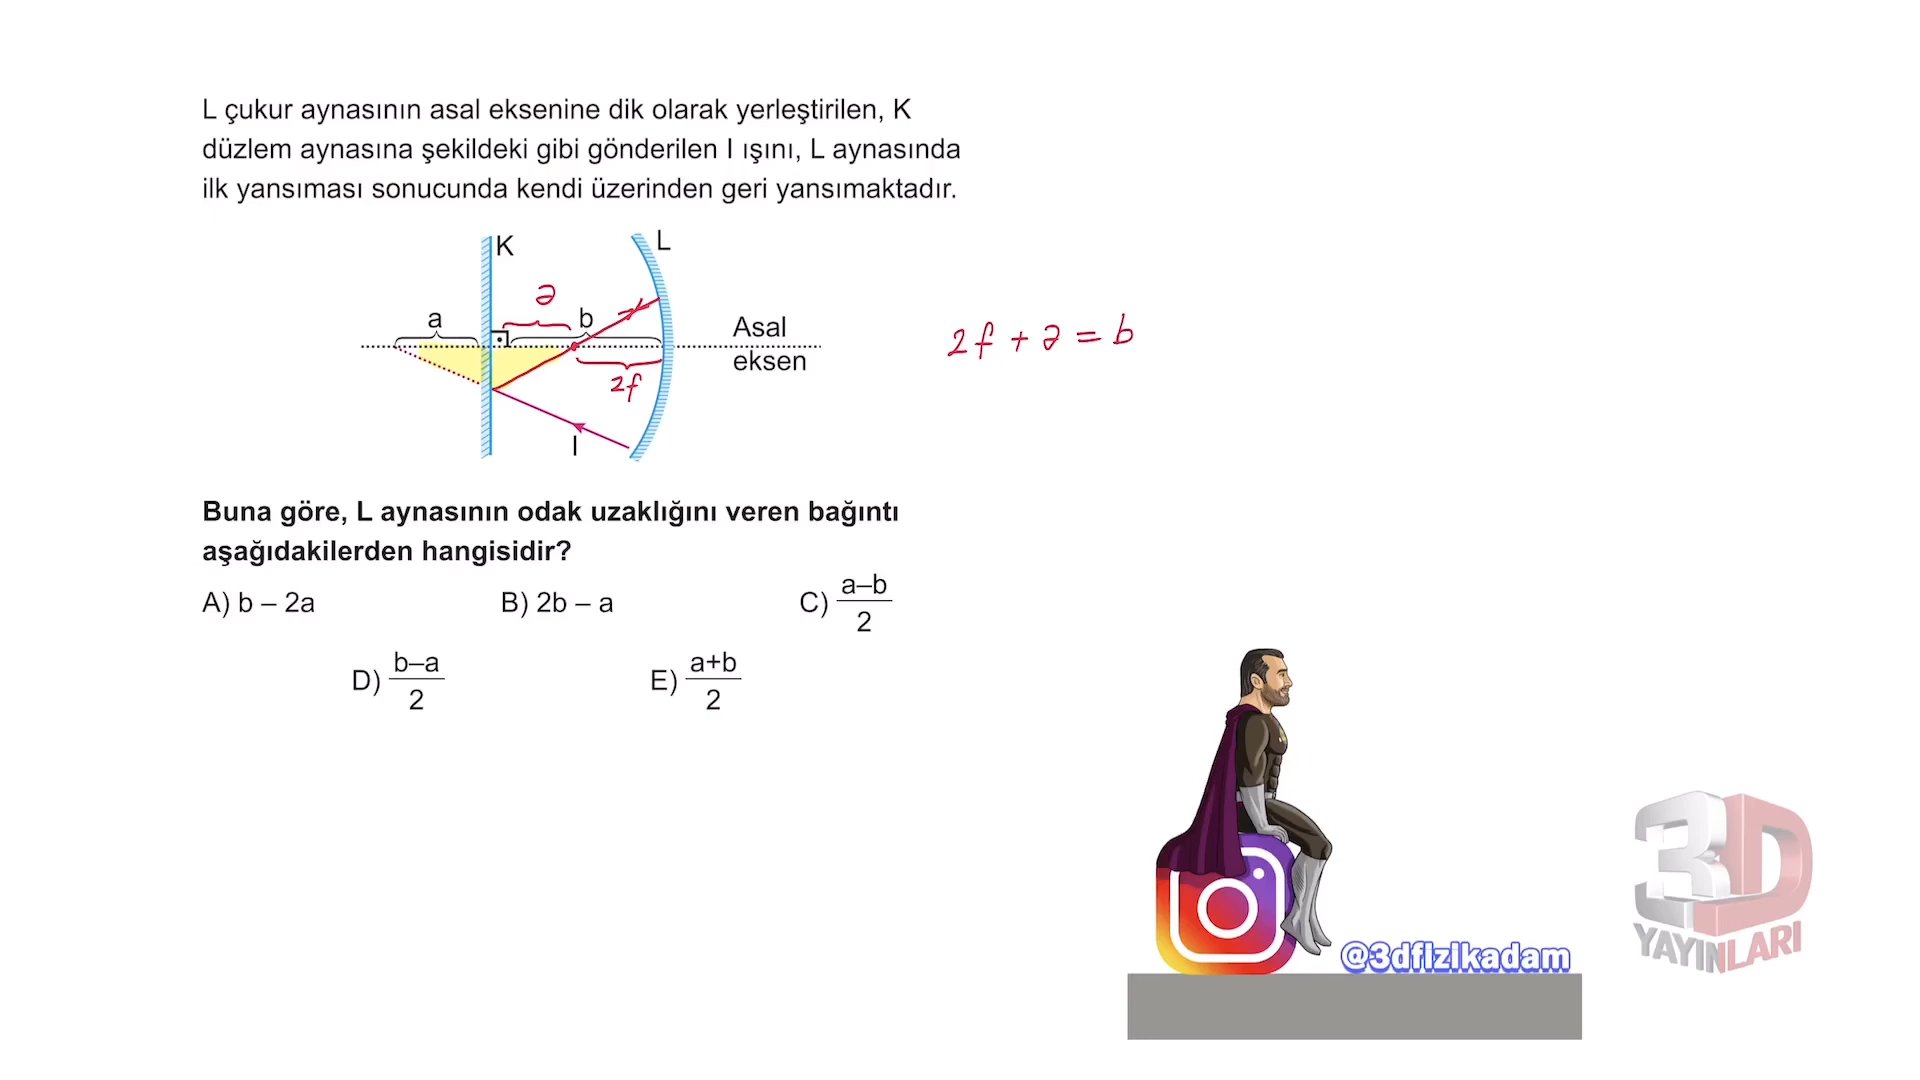 L çukur aynasının asal eksenine dik olarak yerleştirilen, K
düzlem aynasına şekildeki gibi gönderilen I ışını, L aynasında
ilk yansıması sonucunda kendi üzerinden geri yansımaktadır.
K
L
a
a
b
Asal
eksen
2f
I
2f + a = b
Buna göre, L aynasının odak uzaklığını veren bağıntı
aşağıdakilerden hangisidir?
A) b – 2a
B) 2b – a
C) a–b
2
D) b–a
2
E) a+b
2
@3dfizikadam
3D
YAYINLARI